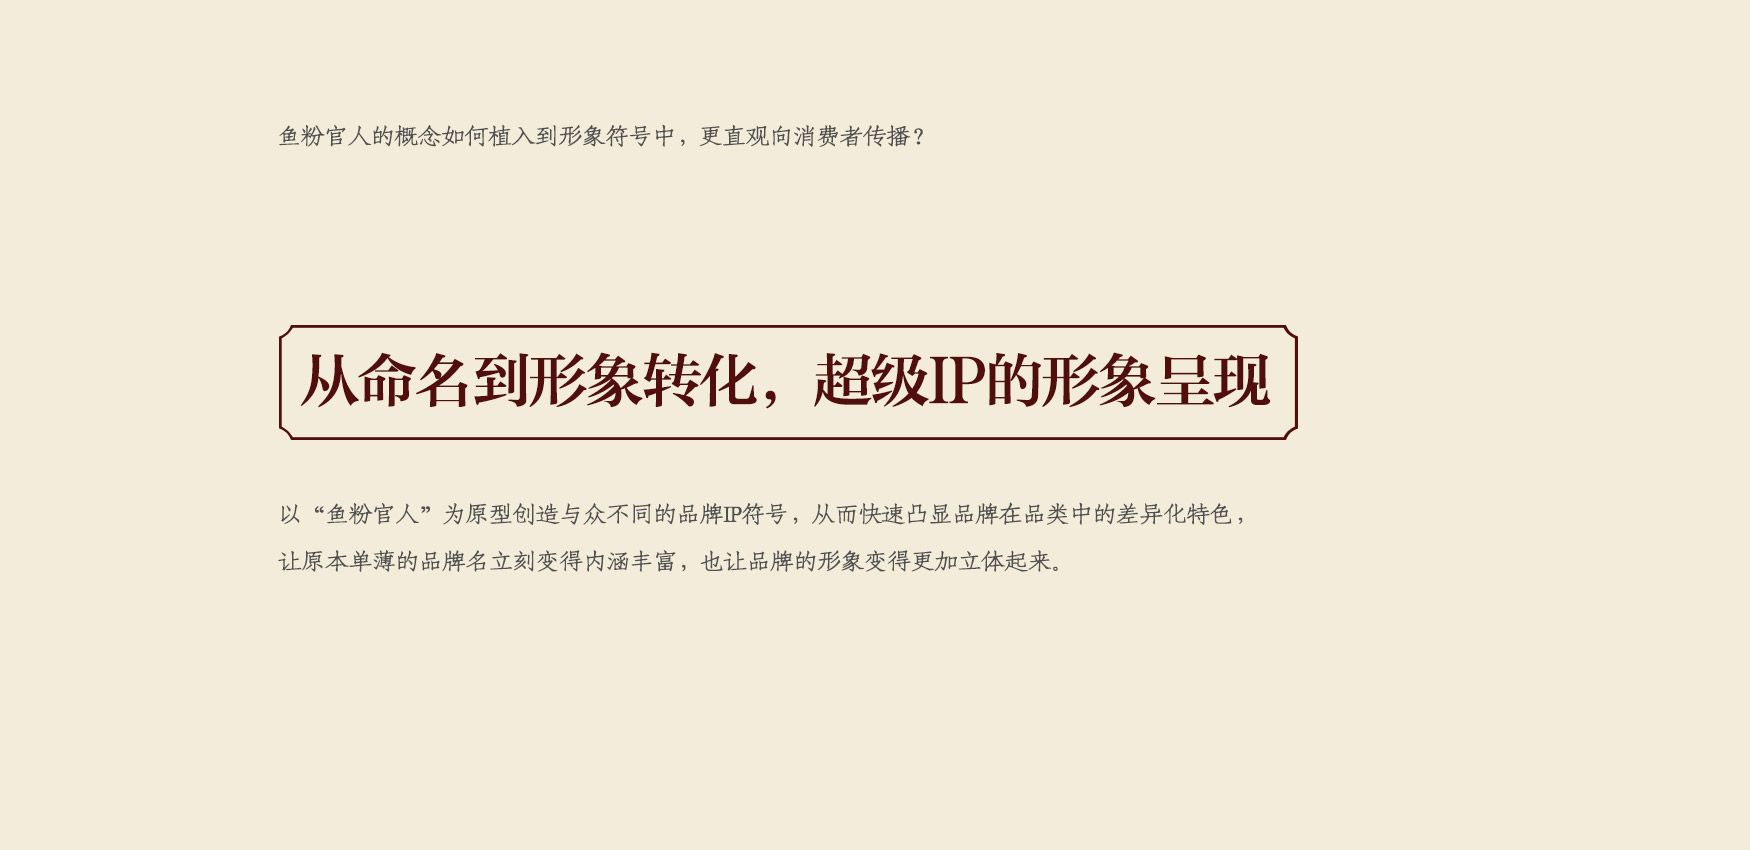 鱼粉官人的概念如何植入到形象符号中，更直观向消费者传播？
从命名到形象转化，超级IP的形象呈现
以“鱼粉官人”为原型创造与众不同的品牌IP符号，从而快速凸显品牌在品类中的差异化特色，
让原本单薄的品牌名立刻变得内涵丰富，也让品牌的形象变得更加立体起来。